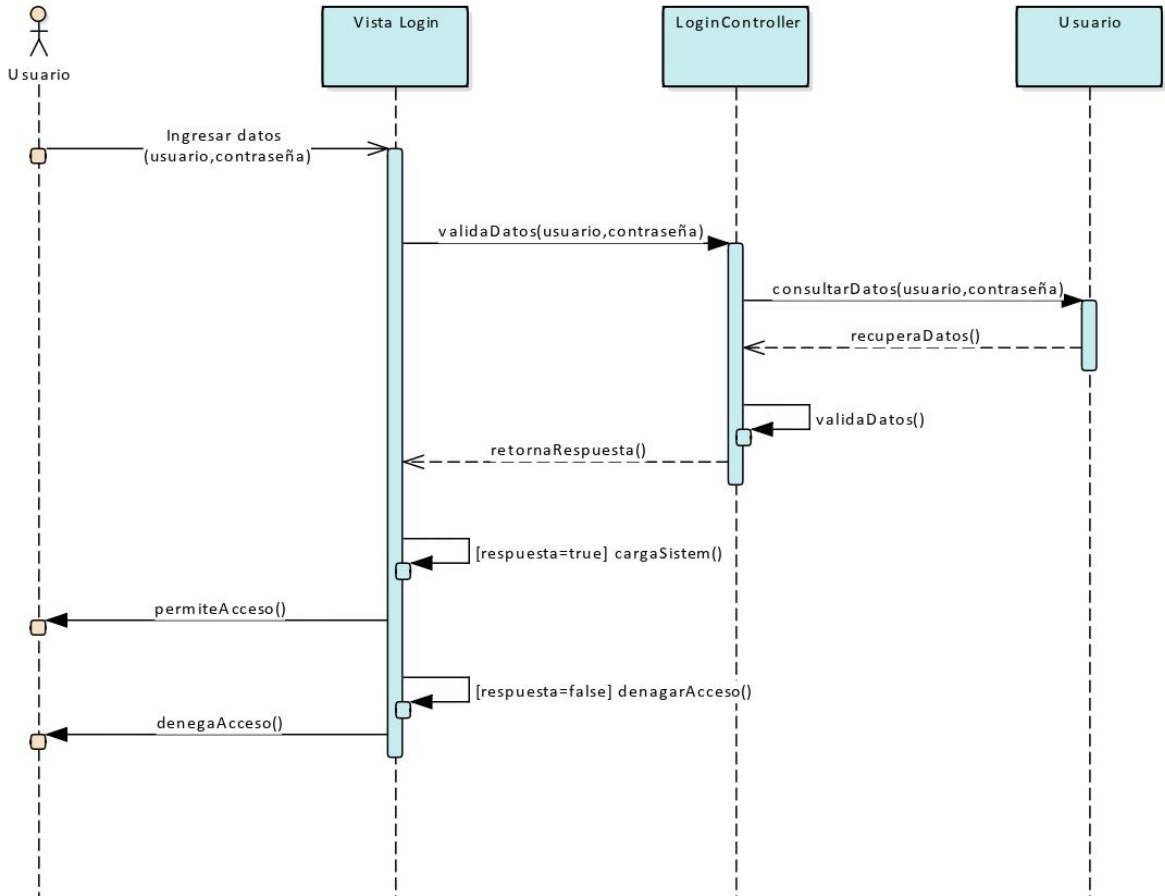 Usuario
Vista Login
LoginController
Usuario
Ingresar datos
(usuario,contraseña)
validaDatos(usuario,contraseña)
consultarDatos(usuario,contraseña)
recuperaDatos()
validaDatos()
retornaRespuesta()
[respuesta=true] cargaSistem()
permiteAcceso()
[respuesta=false] denagarAcceso()
denegaAcceso()